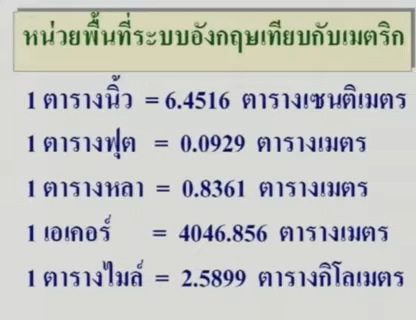 หน่วยพื้นที่ระบบอังกฤษเทียบกับเมตริก
1 ตารางนิ้ว = 6.4516 ตารางเซนติเมตร
1 ตารางฟุต = 0.0929 ตารางเมตร
1 ตารางหลา = 0.8361 ตารางเมตร
1 เอเคอร์ = 4046.856 ตารางเมตร
1 ตารางไมล์ = 2.5899 ตารางกิโลเมตร